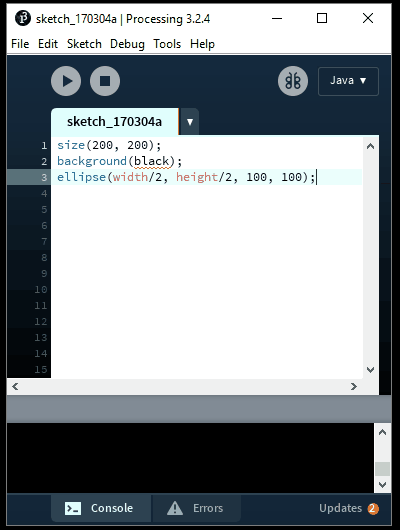 sketch_170304a | Processing 3.2.4
File Edit Sketch Debug Tools Help
Java ▼
sketch_170304a ▼
1 size(200, 200);
2 background(black);
3 ellipse(width/2, height/2, 100, 100);
4
5
6
7
8
9
10
11
12
13
14
15
Console Errors Updates 2